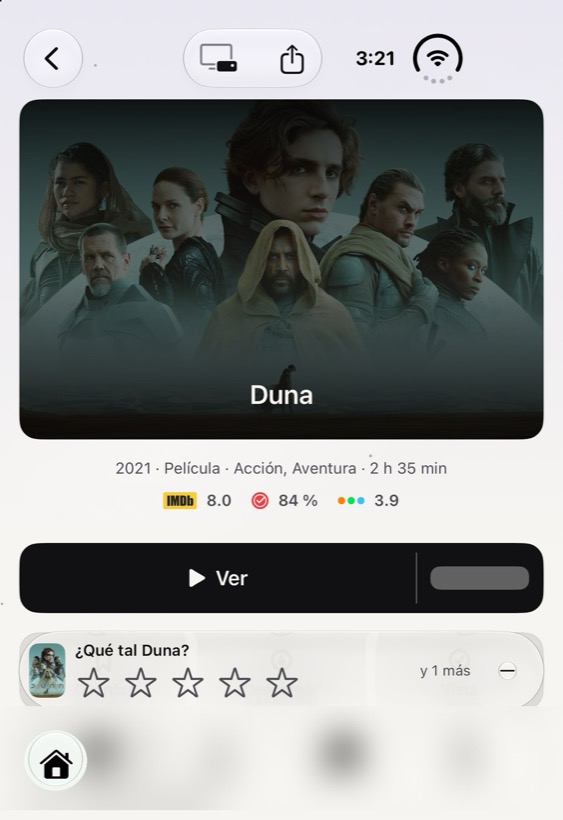 3:21
Duna
2021 · Película · Acción, Aventura · 2 h 35 min
IMDb 8.0 84 % 3.9
Ver
¿Qué tal Duna?
y 1 más